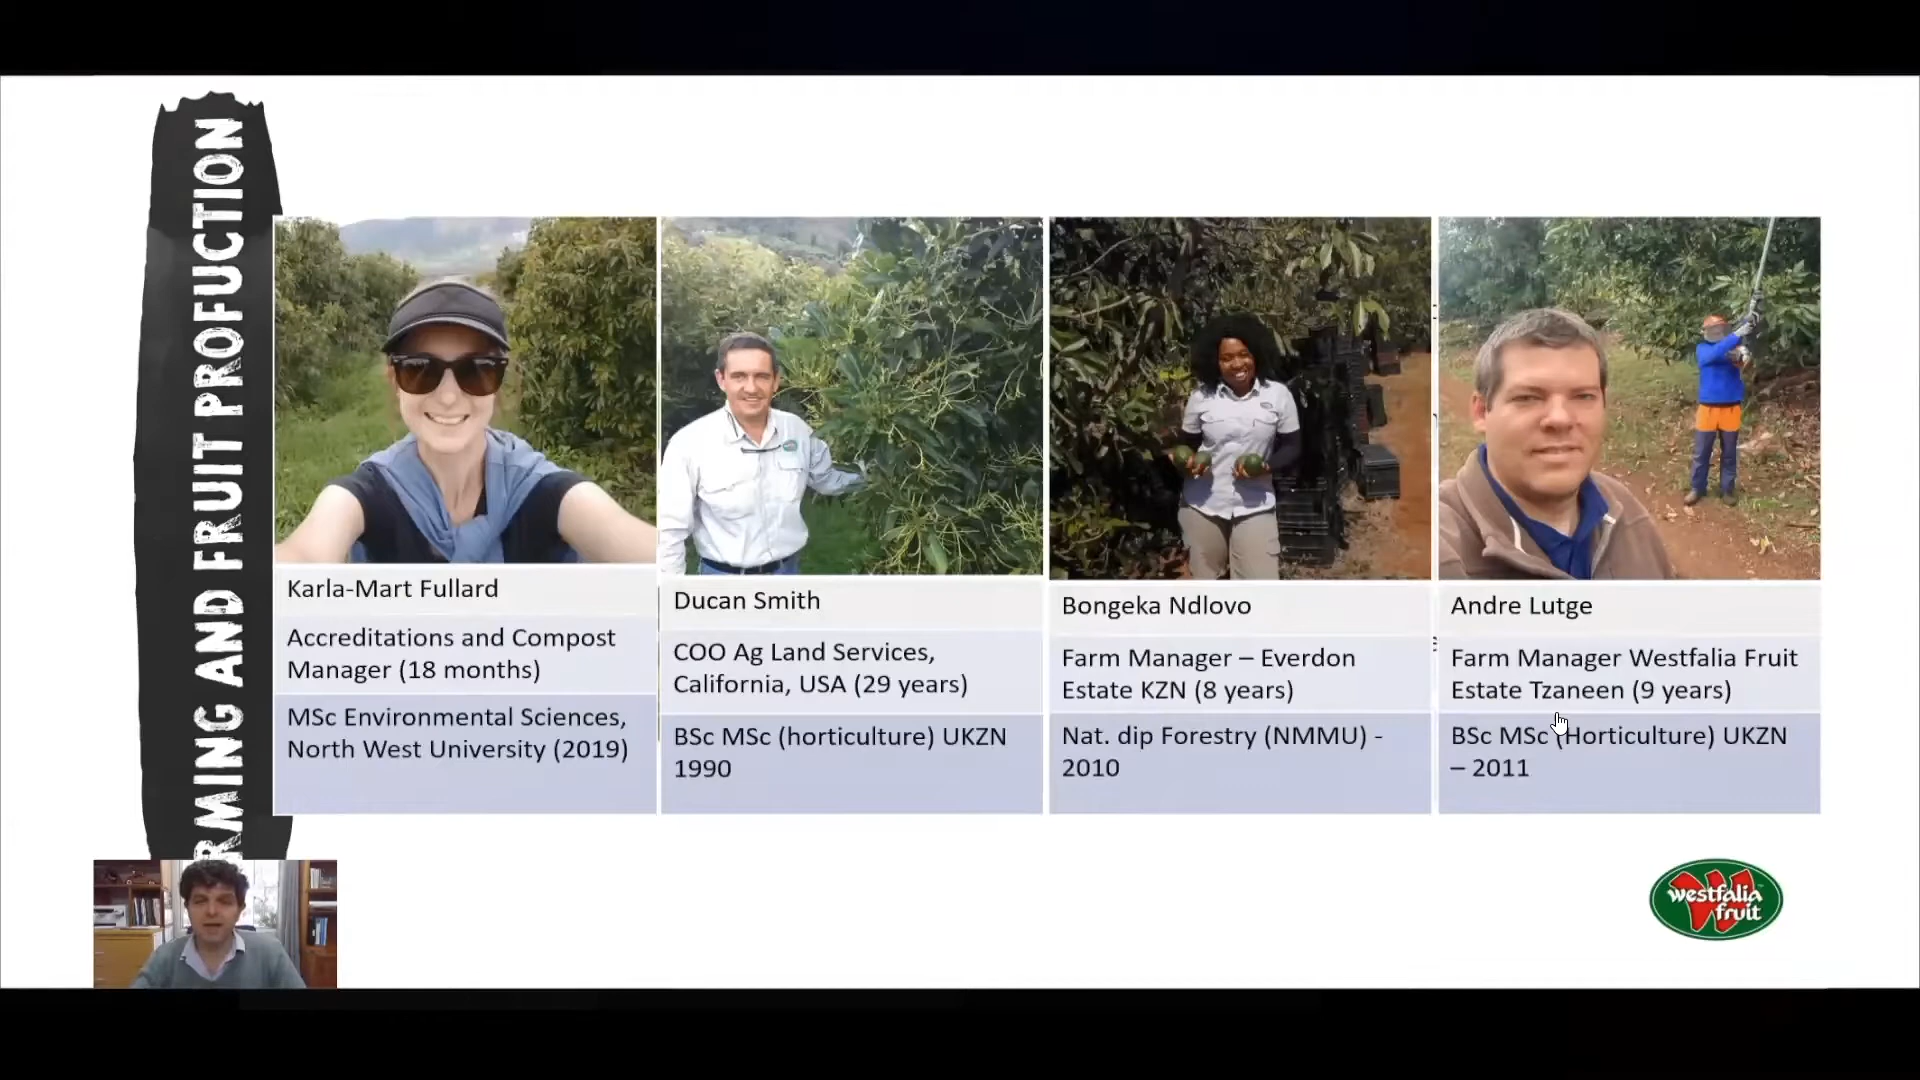 RMING AND FRUIT PROFUCTION
Karla-Mart Fullard
Accreditations and Compost
Manager (18 months)
MSc Environmental Sciences,
North West University (2019)
Ducan Smith
COO Ag Land Services,
California, USA (29 years)
BSc MSc (horticulture) UKZN
1990
Bongeka Ndlovo
Farm Manager – Everdon
Estate KZN (8 years)
Nat. dip Forestry (NMMU) -
2010
Andre Lutge
Farm Manager Westfalia Fruit
Estate Tzaneen (9 years)
BSc MSc (Horticulture) UKZN
– 2011
westfalia
fruit